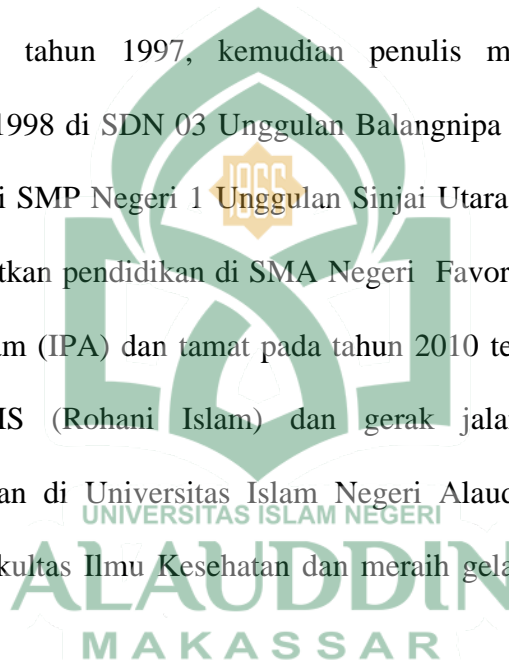 tahun 1997, kemudian penulis m
1998 di SDN 03 Unggulan Balangnipa
i SMP Negeri 1 Unggulan Sinjai Utara
1965
tkan pendidikan di SMA Negeri Favor
m (IPA) dan tamat pada tahun 2010 te
IS (Rohani Islam) dan gerak jala
an di Universitas Islam Negeri Alaud
UNIVERSITAS ISLAM NEGERI
kultas Ilmu Kesehatan dan meraih gela
ALAUDDIN
MAKASSAR